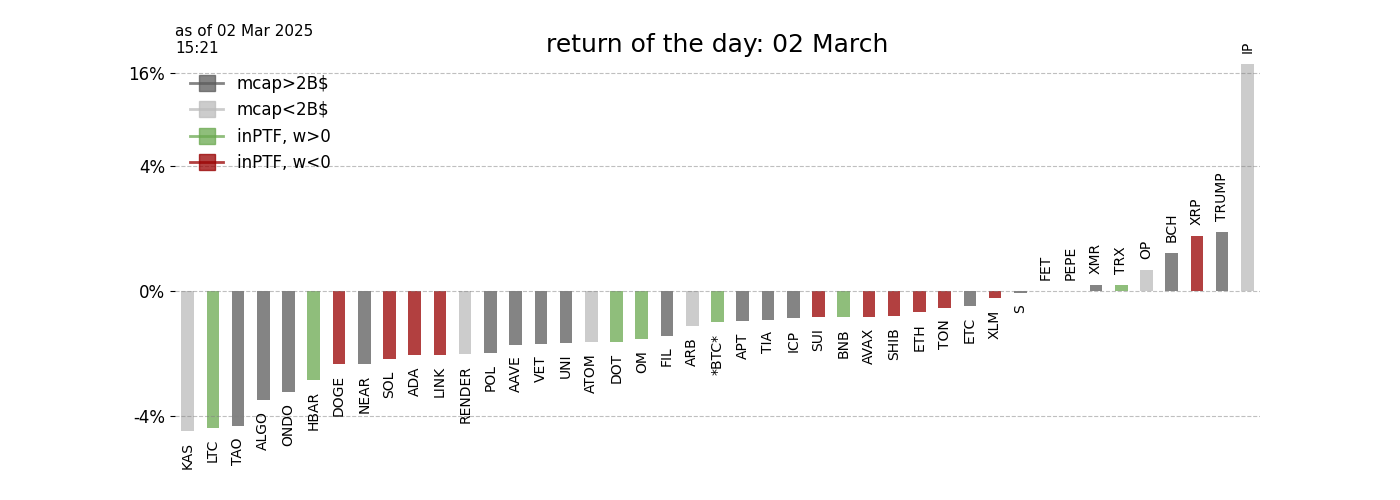 as of 02 Mar 2025
15:21
return of the day: 02 March
16%
4%
0%
-4%
mcap>2B$
mcap<2B$
inPTF, w>0
inPTF, w<0
KAS
LTC
TAO
ALGO
ONDO
HBAR
DOGE
NEAR
SOL
ADA
LINK
RENDER
POL
AAVE
VET
UNI
ATOM
DOT
OM
FIL
ARB
*BTC*
APT
TIA
ICP
SUI
BNB
AVAX
SHIB
ETH
TON
ETC
XLM
S
FET
PEPE
XMR
TRX
OP
BCH
XRP
TRUMP
IP